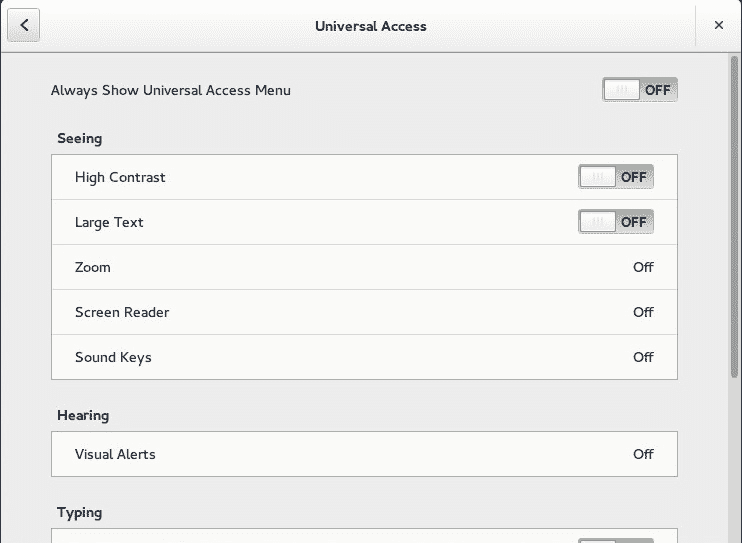 Universal Access
Always Show Universal Access Menu OFF
Seeing
High Contrast OFF
Large Text OFF
Zoom Off
Screen Reader Off
Sound Keys Off
Hearing
Visual Alerts Off
Typing